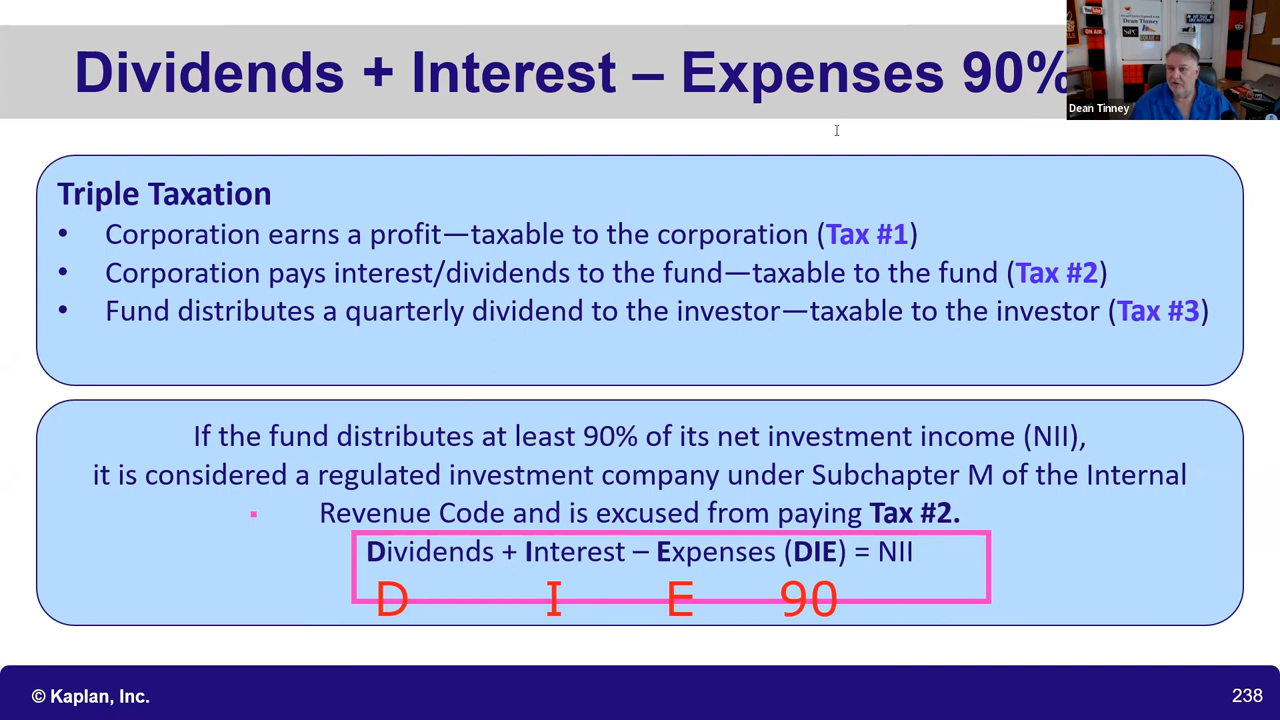 Dividends + Interest – Expenses 90%
Dean Tinney
Triple Taxation
• Corporation earns a profit—taxable to the corporation (Tax #1)
• Corporation pays interest/dividends to the fund—taxable to the fund (Tax #2)
• Fund distributes a quarterly dividend to the investor—taxable to the investor (Tax #3)
If the fund distributes at least 90% of its net investment income (NII),
it is considered a regulated investment company under Subchapter M of the Internal
Revenue Code and is excused from paying Tax #2.
Dividends + Interest – Expenses (DIE) = NII
D I E 90
© Kaplan, Inc.
238